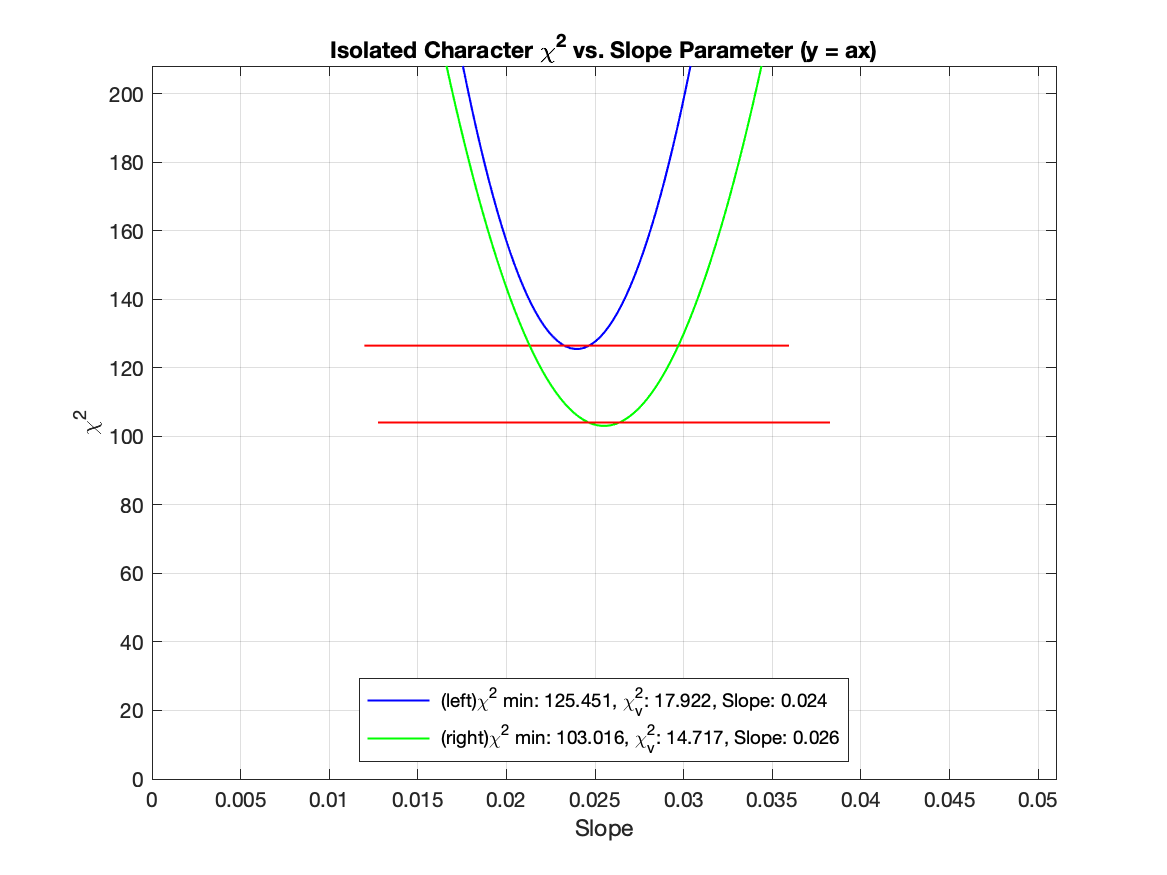 Isolated Character χ² vs. Slope Parameter (y = ax)
200
180
160
140
120
100
80
60
40
20
0
χ²
0 0.005 0.01 0.015 0.02 0.025 0.03 0.035 0.04 0.045 0.05
Slope
(left)χ² min: 125.451, χ²ᵥ: 17.922, Slope: 0.024
(right)χ² min: 103.016, χ²ᵥ: 14.717, Slope: 0.026